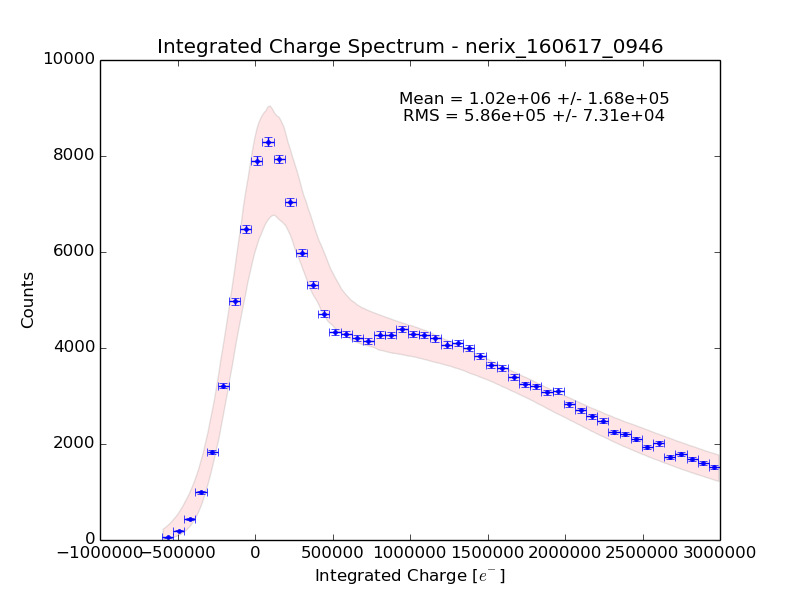 Integrated Charge Spectrum - nerix_160617_0946
Mean = 1.02e+06 +/- 1.68e+05
RMS = 5.86e+05 +/- 7.31e+04
Counts
10000
8000
6000
4000
2000
0
−1000000 −500000 0 500000 1000000 1500000 2000000 2500000 3000000
Integrated Charge [e⁻]